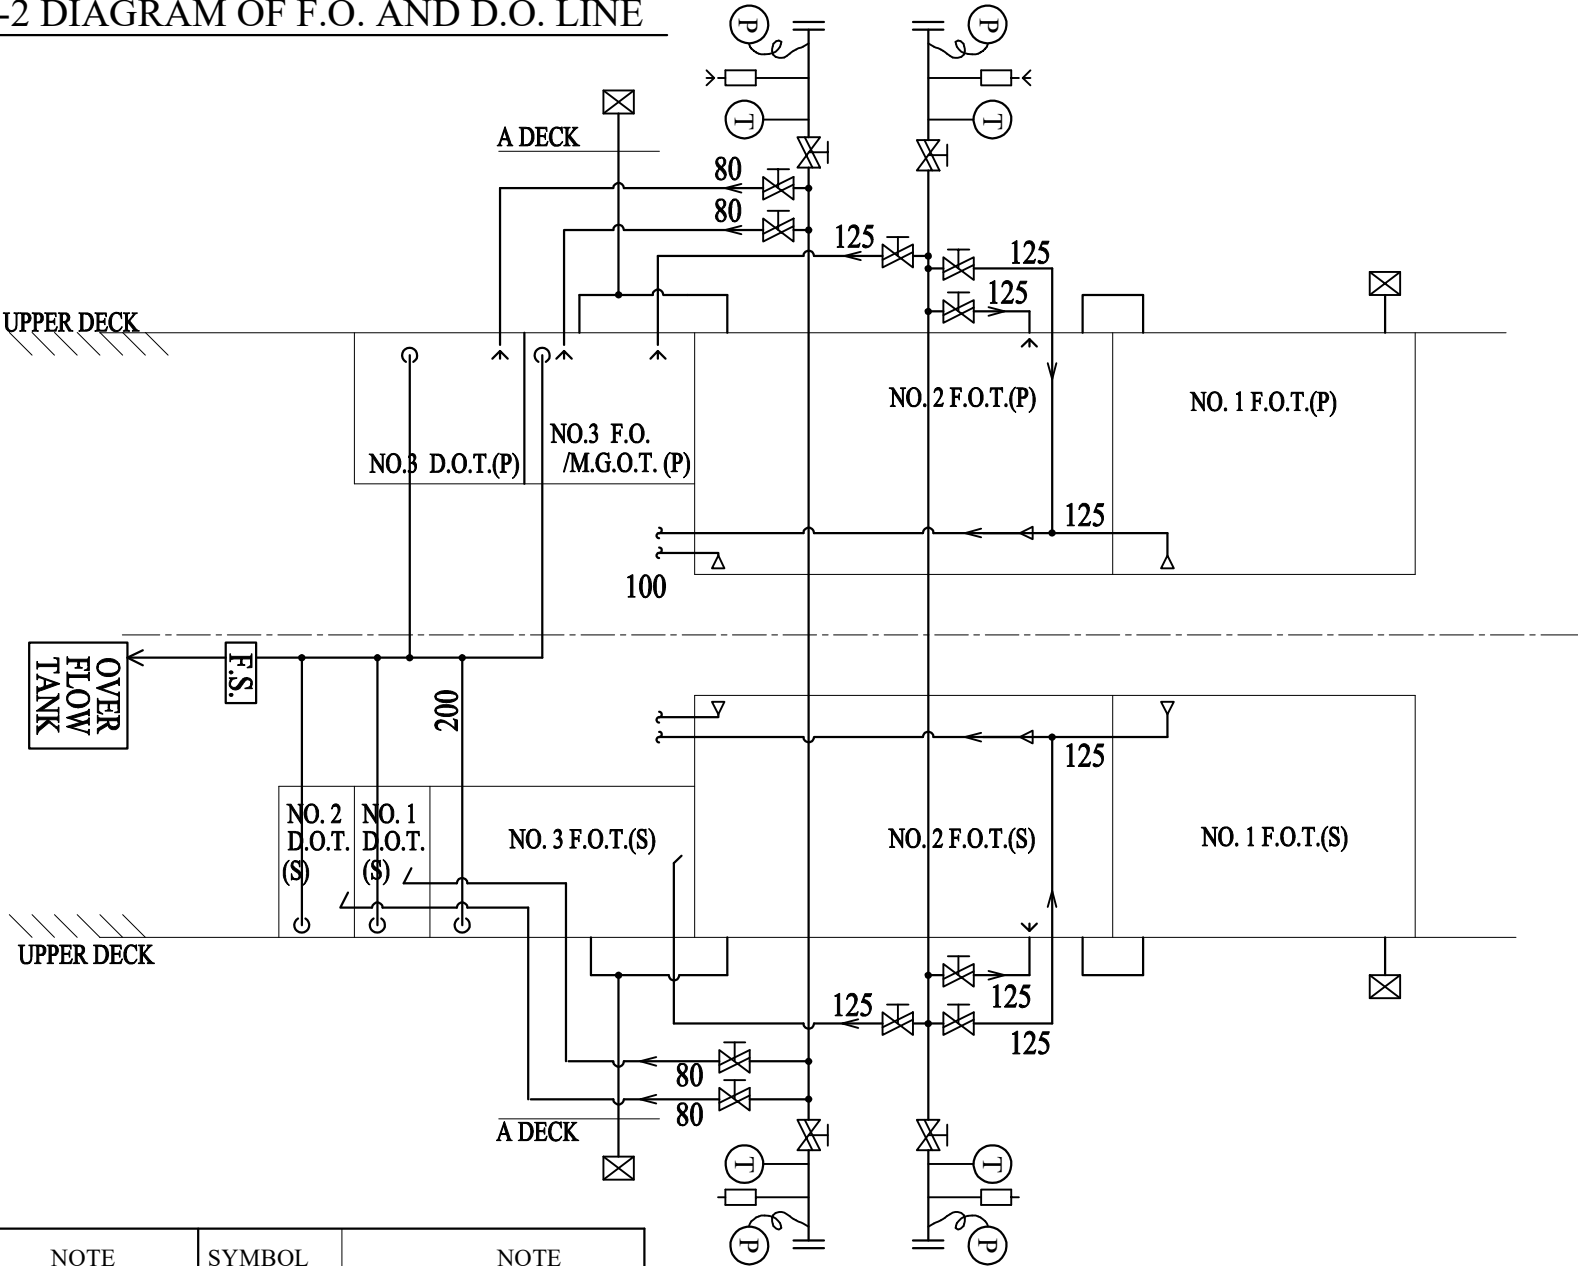 -2 DIAGRAM OF F.O. AND D.O. LINE
P
P
T
T
A DECK
80
80
125
125
125
UPPER DECK
NO. 2 F.O.T.(P)
NO. 1 F.O.T.(P)
NO.3 D.O.T.(P)
NO.3 F.O.
/M.G.O.T. (P)
125
100
OVER
FLOW
TANK
F.S.
200
125
NO. 2
D.O.T.
(S)
NO. 1
D.O.T.
(S)
NO. 3 F.O.T.(S)
NO. 2 F.O.T.(S)
NO. 1 F.O.T.(S)
UPPER DECK
125
125
125
80
80
A DECK
T
T
P
P
NOTE
SYMBOL
NOTE